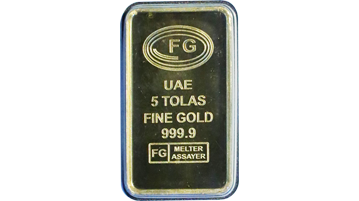 FG
UAE
5 TOLAS
FINE GOLD
999.9
FG MELTER
ASSAYER